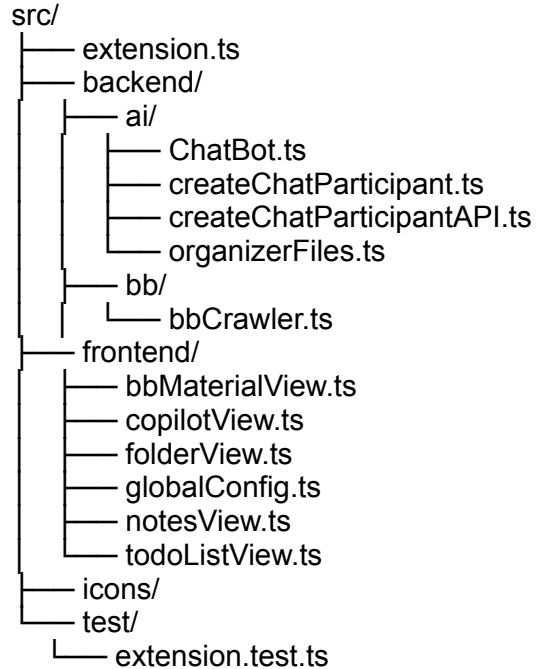 src/
├── extension.ts
├── backend/
│   ├── ai/
│   │   ├── ChatBot.ts
│   │   ├── createChatParticipant.ts
│   │   ├── createChatParticipantAPI.ts
│   │   └── organizerFiles.ts
│   ├── bb/
│   │   └── bbCrawler.ts
├── frontend/
│   ├── bbMaterialView.ts
│   ├── copilotView.ts
│   ├── folderView.ts
│   ├── globalConfig.ts
│   ├── notesView.ts
│   └── todoListView.ts
├── icons/
└── test/
    └── extension.test.ts